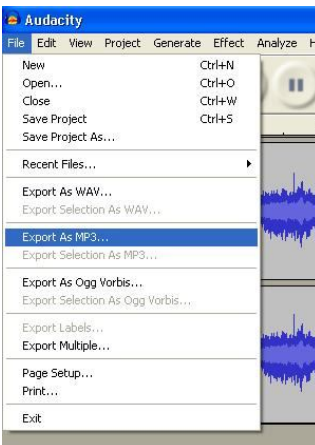 Audacity
File Edit View Project Generate Effect Analyze H
New Ctrl+N
Open... Ctrl+O
Close Ctrl+W
Save Project Ctrl+S
Save Project As...
Recent Files...
Export As WAV...
Export Selection As WAV...
Export As MP3...
Export Selection As MP3...
Export As Ogg Vorbis...
Export Selection As Ogg Vorbis...
Export Labels...
Export Multiple...
Page Setup...
Print...
Exit